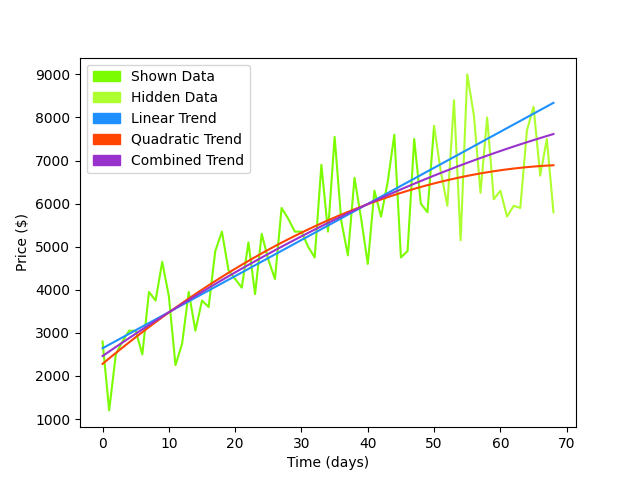 9000
8000
7000
6000
5000
4000
3000
2000
1000
Price ($)
Shown Data
Hidden Data
Linear Trend
Quadratic Trend
Combined Trend
0 10 20 30 40 50 60 70
Time (days)